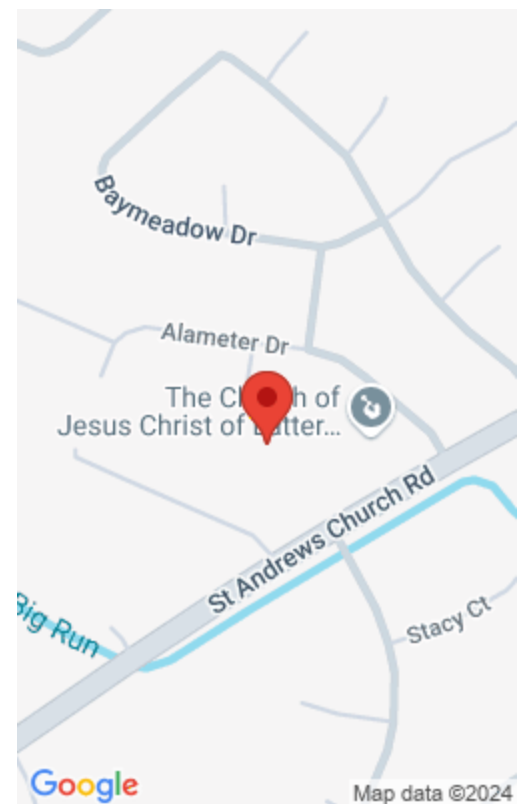 Baymeadow Dr
Alameter Dr
The Ch h of
Jesus Christ of Latter...
St Andrews Church Rd
Big Run
Stacy Ct
Google
Map data ©2024